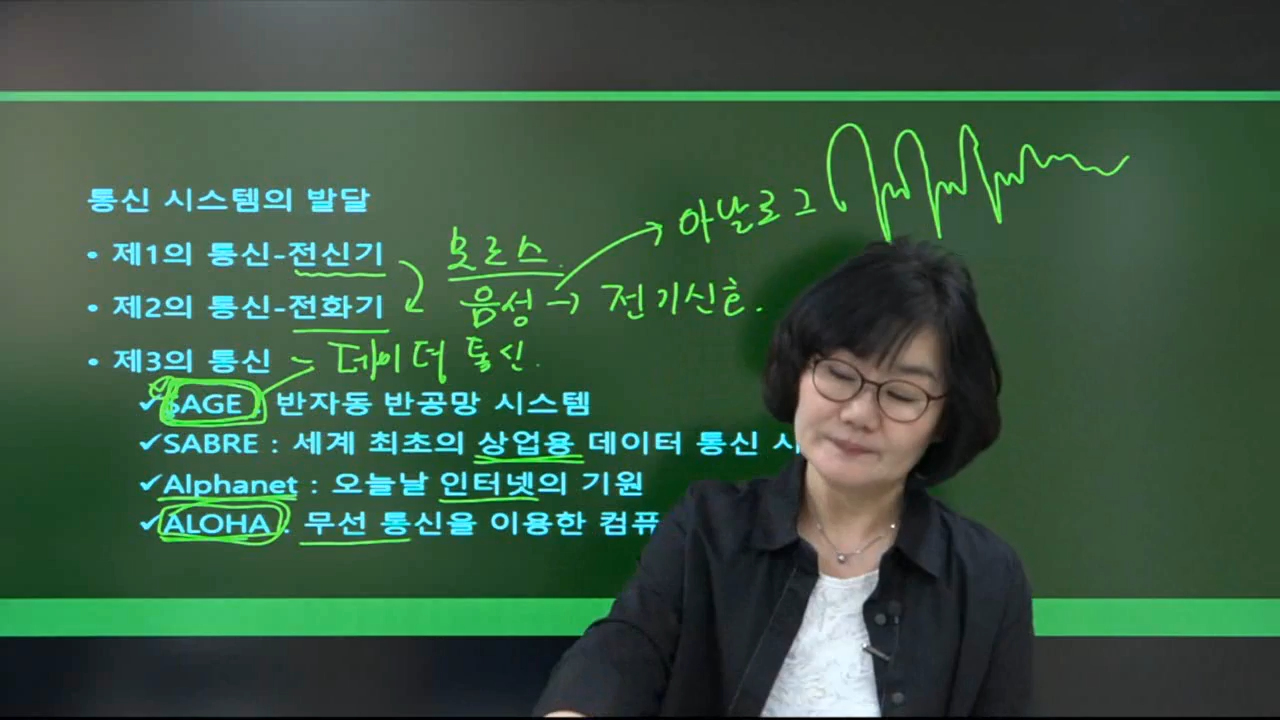 통신 시스템의 발달
아날로그
• 제1의 통신-전신기
모르스.
• 제2의 통신-전화기
음성 → 전기신호.
• 제3의 통신 = 데이터 통신.
✓SAGE : 반자동 반공망 시스템
✓SABRE : 세계 최초의 상업용 데이터 통신 시
✓Alphanet : 오늘날 인터넷의 기원
✓ALOHA : 무선 통신을 이용한 컴퓨